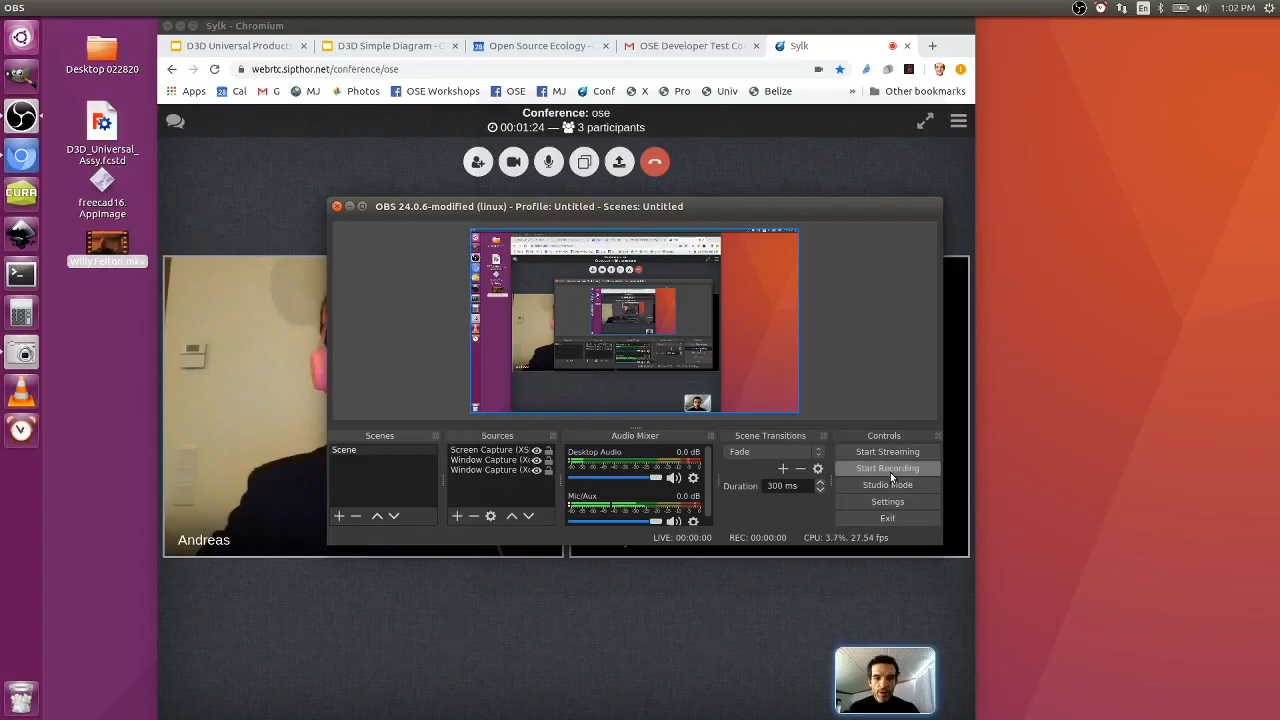 OBS
En
1:02 PM
Sylk - Chromium
D3D Universal Product
D3D Simple Diagram - G
Open Source Ecology -
OSE Developer Test Co
Sylk
webrtc.sipthor.net/conference/ose
Apps
Cal
G
MJ
Photos
OSE Workshops
OSE
MJ
Conf
X
Pro
Univ
Belize
»
Other bookmarks
Desktop 022820
D3D_Universal_
Assy.fcstd
freecad16.
AppImage
WillyFelton.mkv
CURA
Conference: ose
00:01:24 — 3 participants
OBS 24.0.6-modified (linux) - Profile: Untitled - Scenes: Untitled
Scenes
Scene
Sources
Screen Capture (XS
Window Capture (Xc
Window Capture (Xc
Audio Mixer
Desktop Audio
0.0 dB
Mic/Aux
0.0 dB
Scene Transitions
Fade
Duration
300 ms
Controls
Start Streaming
Start Recording
Studio Mode
Settings
Exit
LIVE: 00:00:00
REC: 00:00:00
CPU: 3.7%, 27.54 fps
Andreas